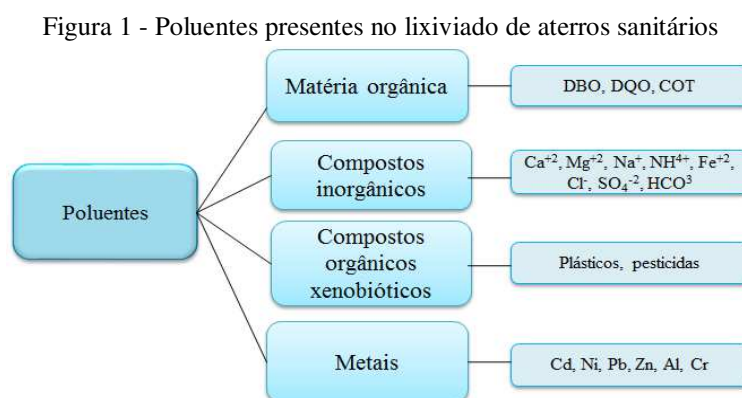 Figura 1 - Poluentes presentes no lixiviado de aterros sanitários
Poluentes
Matéria orgânica
DBO, DQO, COT
Compostos
inorgânicos
Ca⁺², Mg⁺², Na⁺, NH⁴⁺, Fe⁺²,
Cl⁻, SO₄⁻², HCO³
Compostos
orgânicos
xenobióticos
Plásticos, pesticidas
Metais
Cd, Ni, Pb, Zn, Al, Cr